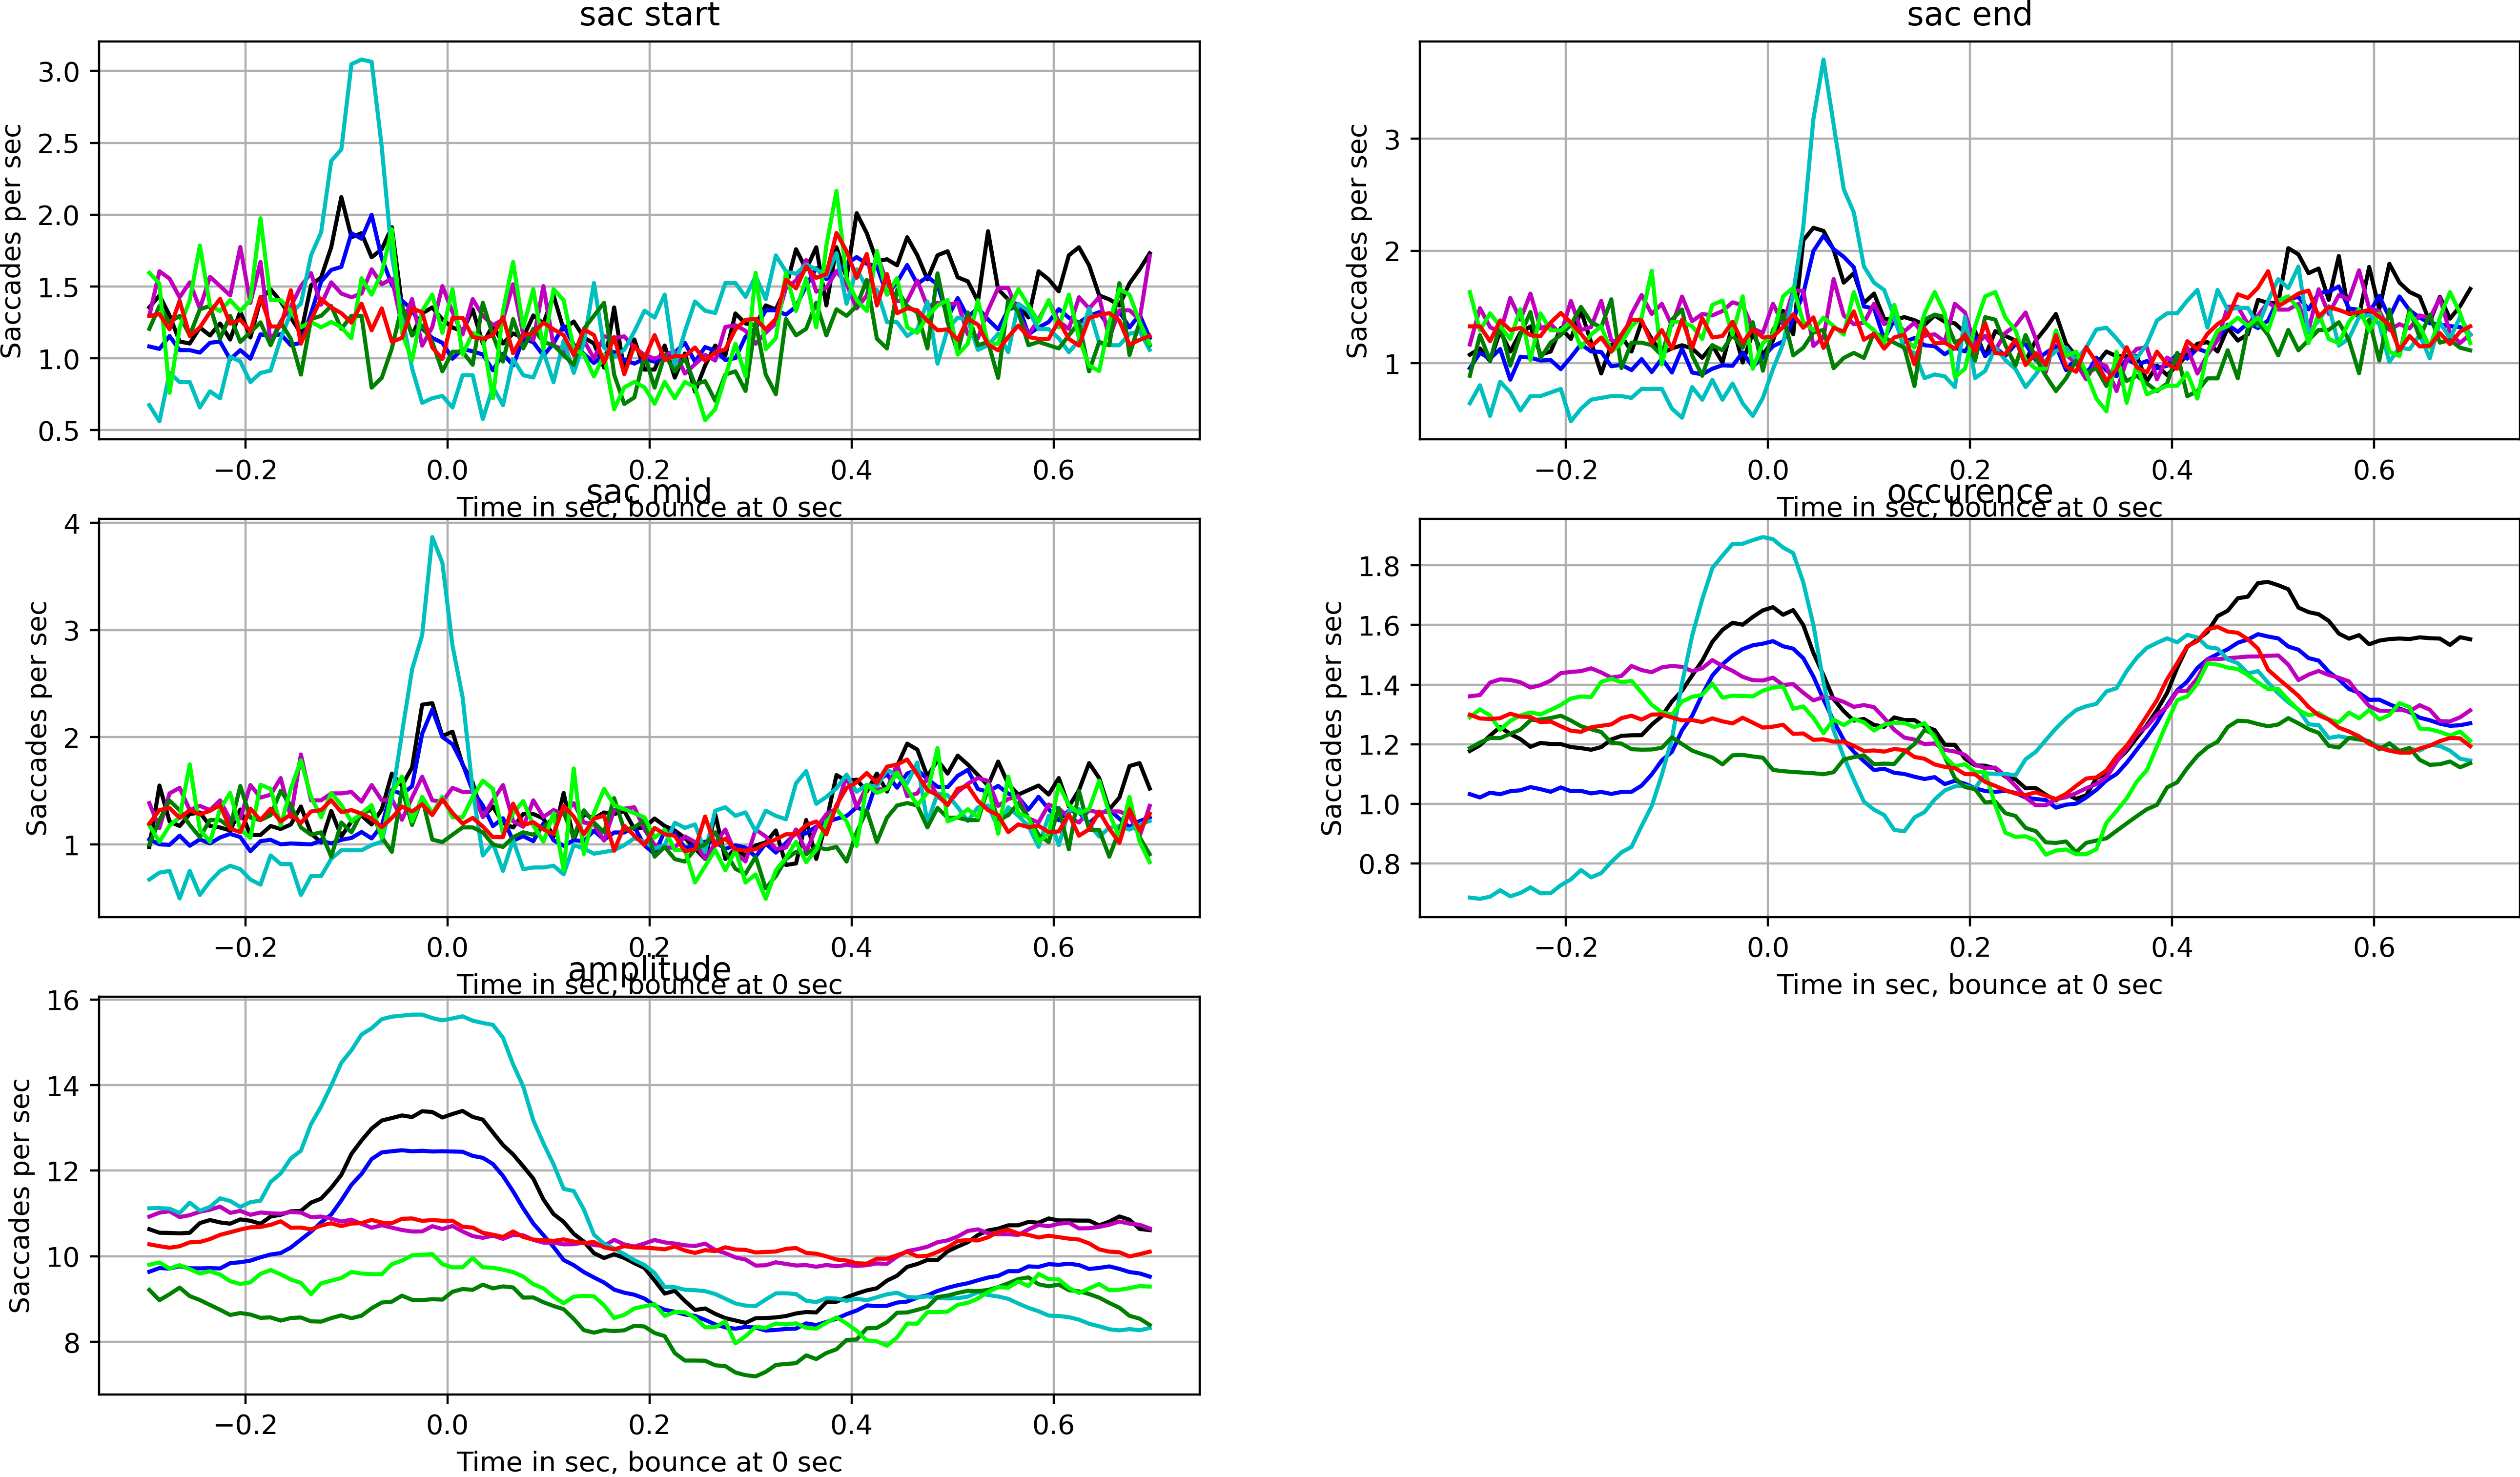 sac start
Saccades per sec
3.0
2.5
2.0
1.5
1.0
0.5
−0.2 0.0 0.2 0.4 0.6
Time in sec, bounce at 0 sec
sac end
Saccades per sec
3
2
1
−0.2 0.0 0.2 0.4 0.6
Time in sec, bounce at 0 sec
sac mid
Saccades per sec
4
3
2
1
−0.2 0.0 0.2 0.4 0.6
Time in sec, bounce at 0 sec
occurence
Saccades per sec
1.8
1.6
1.4
1.2
1.0
0.8
−0.2 0.0 0.2 0.4 0.6
Time in sec, bounce at 0 sec
amplitude
Saccades per sec
16
14
12
10
8
−0.2 0.0 0.2 0.4 0.6
Time in sec, bounce at 0 sec